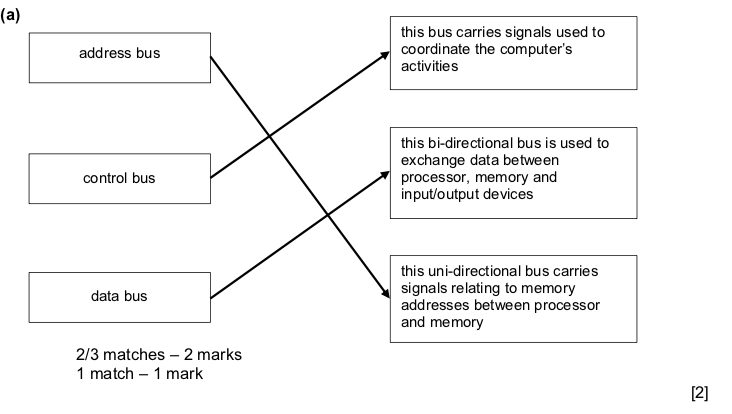 (a)
address bus
this bus carries signals used to
coordinate the computer's
activities
control bus
this bi-directional bus is used to
exchange data between
processor, memory and
input/output devices
data bus
this uni-directional bus carries
signals relating to memory
addresses between processor
and memory
2/3 matches – 2 marks
1 match – 1 mark
[2]